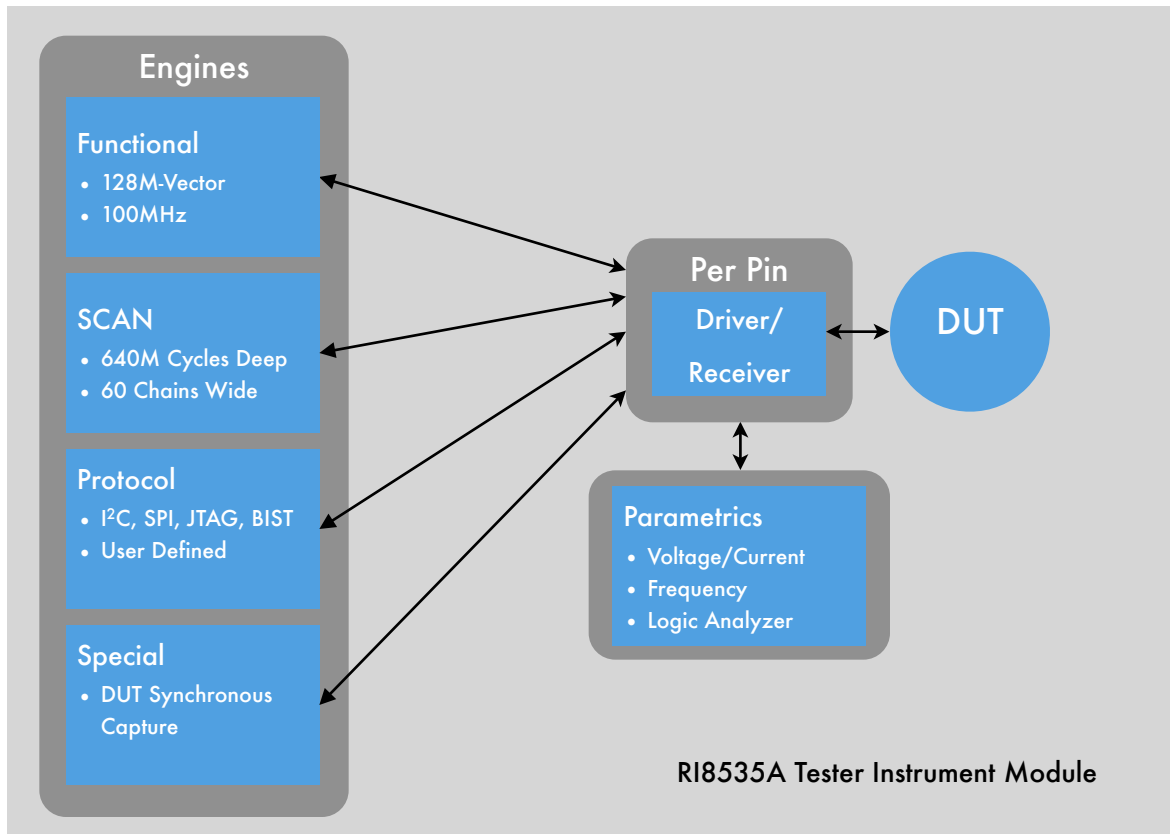 Engines
Functional
• 128M-Vector
• 100MHz
SCAN
• 640M Cycles Deep
• 60 Chains Wide
Protocol
• I²C, SPI, JTAG, BIST
• User Defined
Special
• DUT Synchronous
Capture
Per Pin
Driver/
Receiver
DUT
Parametrics
• Voltage/Current
• Frequency
• Logic Analyzer
RI8535A Tester Instrument Module